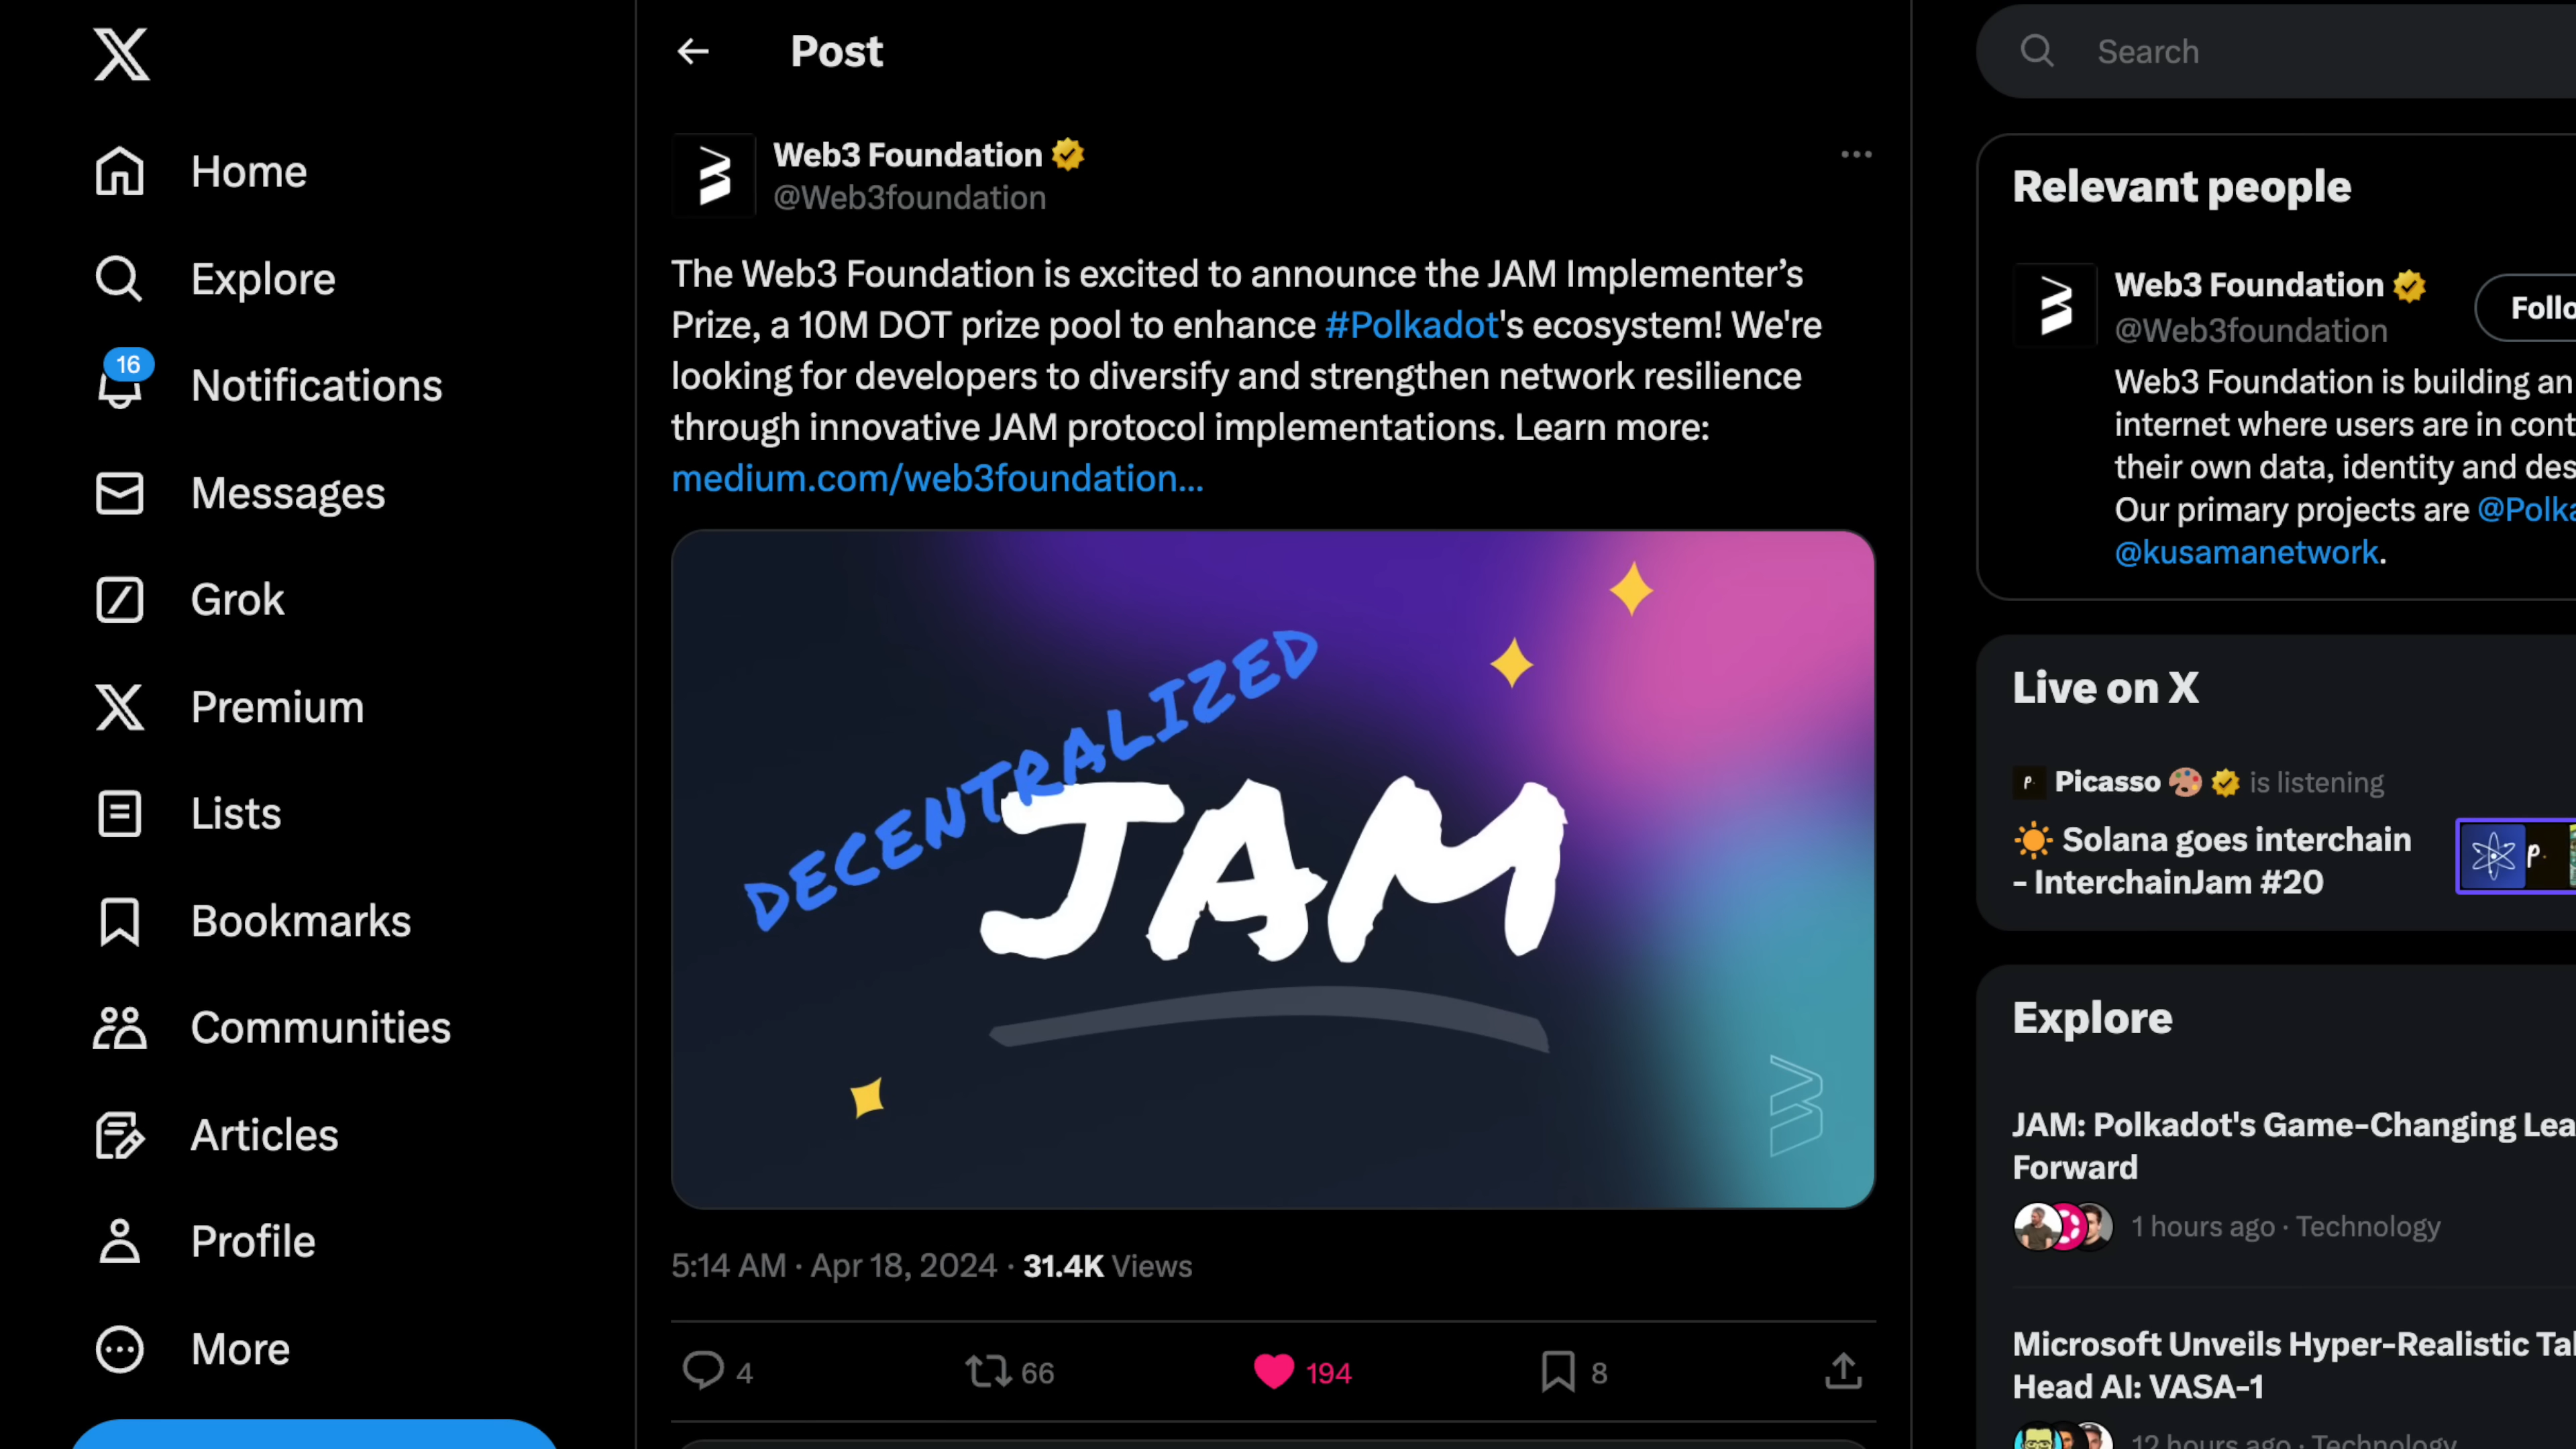 Home
Explore
16
Notifications
Messages
Grok
Premium
Lists
Bookmarks
Communities
Articles
Profile
More
Post
Web3 Foundation
@Web3foundation
The Web3 Foundation is excited to announce the JAM Implementer’s
Prize, a 10M DOT prize pool to enhance #Polkadot's ecosystem! We're
looking for developers to diversify and strengthen network resilience
through innovative JAM protocol implementations. Learn more:
medium.com/web3foundation...
DECENTRALIZED
JAM
5:14 AM · Apr 18, 2024 · 31.4K Views
4
66
194
8
Search
Relevant people
Web3 Foundation
@Web3foundation
Follo
Web3 Foundation is building an
internet where users are in cont
their own data, identity and des
Our primary projects are @Polka
@kusamanetwork.
Live on X
Picasso is listening
Solana goes interchain
- InterchainJam #20
p.
Explore
JAM: Polkadot's Game-Changing Lea
Forward
1 hours ago · Technology
Microsoft Unveils Hyper-Realistic Tal
Head AI: VASA-1
12 hours ago · Technology